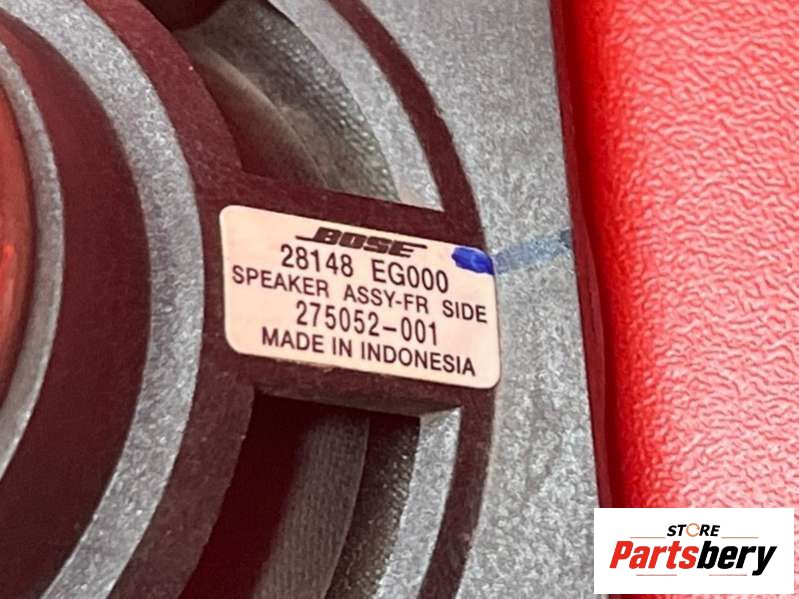 BOSE
28148 EG000
SPEAKER ASSY-FR SIDE
275052-001
MADE IN INDONESIA
STORE
Partsbery